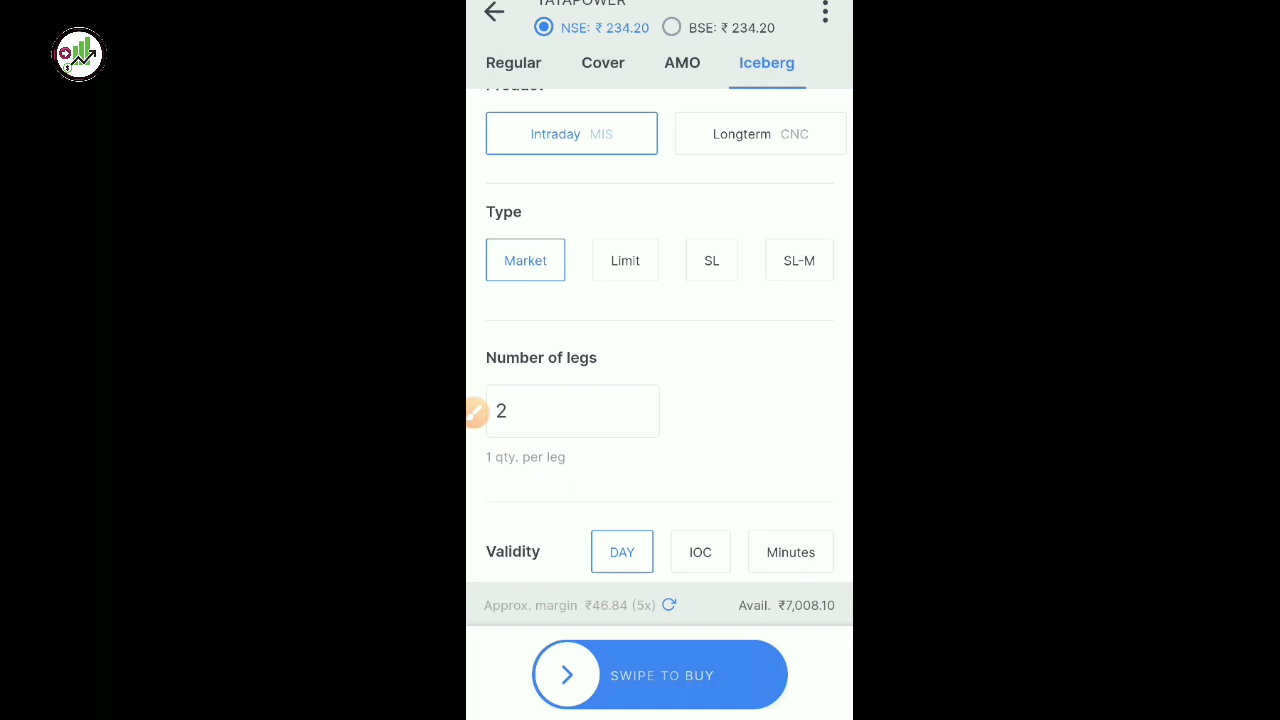 TATAPOWER
NSE: ₹ 234.20 BSE: ₹ 234.20
Regular Cover AMO Iceberg
Product
Intraday MIS Longterm CNC
Type
Market Limit SL SL-M
Number of legs
2
1 qty. per leg
Validity DAY IOC Minutes
Approx. margin ₹46.84 (5x) Avail. ₹7,008.10
SWIPE TO BUY